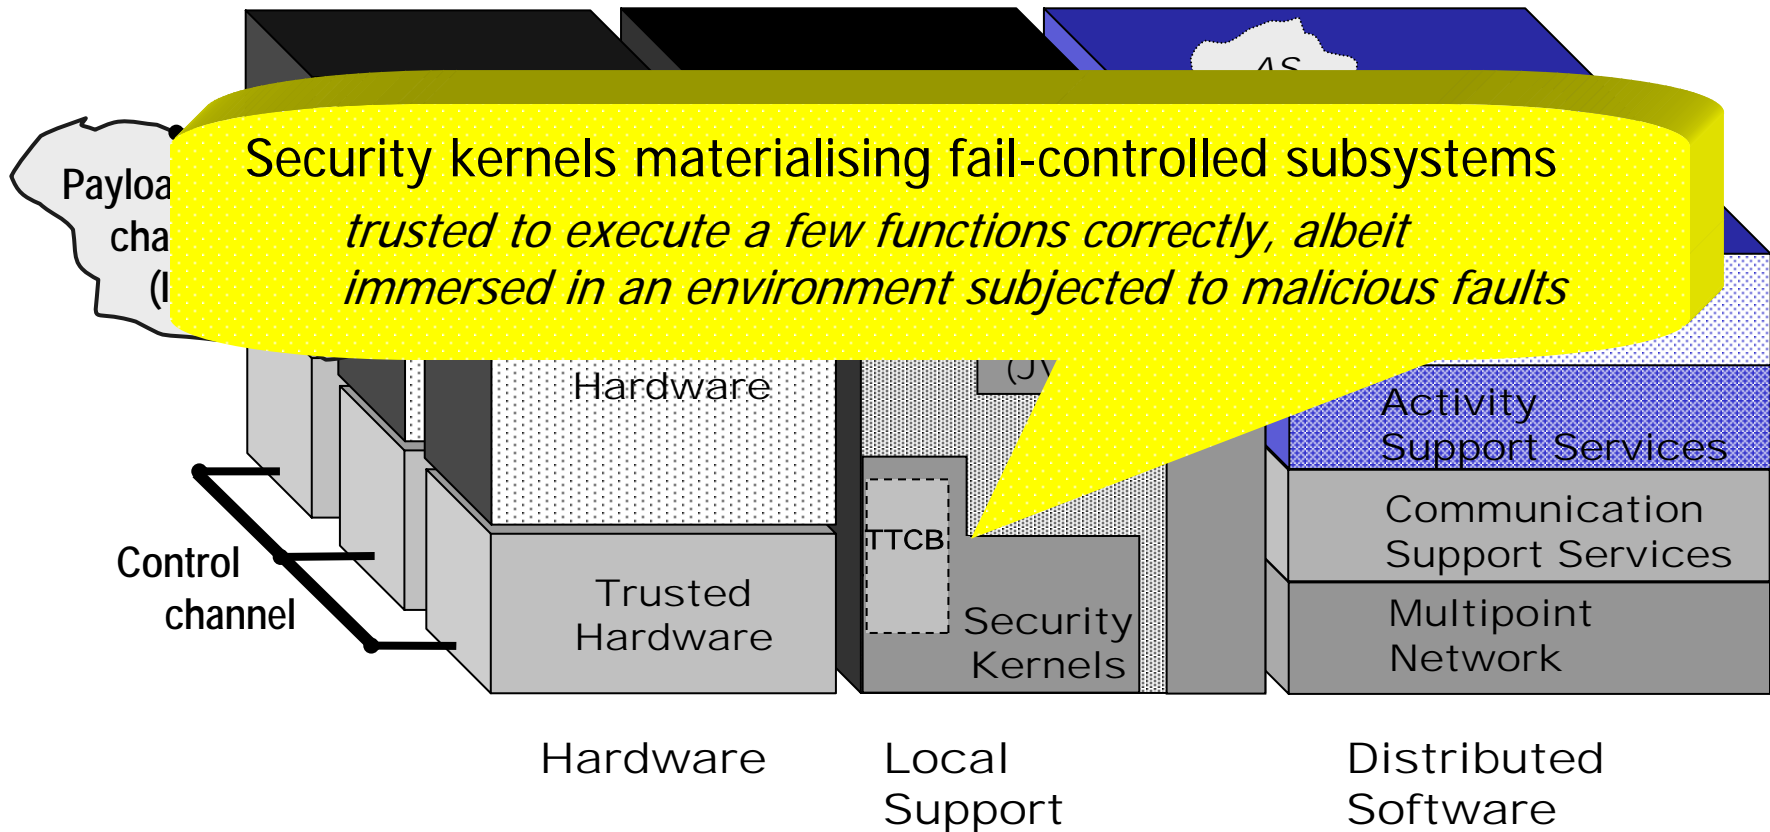 AS
Security kernels materialising fail-controlled subsystems
trusted to execute a few functions correctly, albeit
immersed in an environment subjected to malicious faults
Hardware
Activity
Support Services
TTCB
Communication
Support Services
Control
channel
Trusted
Hardware
Security
Kernels
Multipoint
Network
Hardware
Local
Support
Distributed
Software